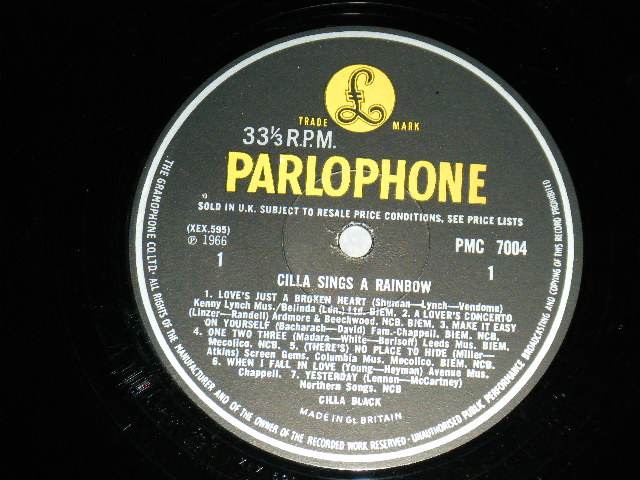 £
TRADE MARK
33⅓ R.P.M.
PARLOPHONE
SOLD IN U.K. SUBJECT TO RESALE PRICE CONDITIONS, SEE PRICE LISTS
(XEX.595)
℗ 1966
PMC 7004
1 1
CILLA SINGS A RAINBOW
1. LOVE'S JUST A BROKEN HEART (Shuman—Lynch—Vendome)
Kenny Lynch Mus./Belinda (Lon.) Ltd. BIEM. 2. A LOVER'S CONCERTO
(Linzer—Randell) Ardmore & Beechwood. NCB. BIEM. 3. MAKE IT EASY
ON YOURSELF (Bacharach—David) Fam.-Chappell. BIEM. NCB.
4. ONE TWO THREE (Madara—White—Borisoff) Leeds Mus. BIEM.
Mecolico. NCB. 5. (THERE'S) NO PLACE TO HIDE (Miller—
Atkins) Screen Gems. Columbia Mus. Mecolico. BIEM. NCB.
6. WHEN I FALL IN LOVE (Young—Heyman) Avenue Mus.
Chappell. 7. YESTERDAY (Lennon—McCartney)
Northern Songs. NCB
CILLA BLACK
MADE IN Gt. BRITAIN
THE GRAMOPHONE CO. LTD. · ALL RIGHTS OF THE MANUFACTURER AND OF THE OWNER OF THE RECORDED WORK RESERVED · UNAUTHORISED PUBLIC PERFORMANCE BROADCASTING AND COPYING OF THIS RECORD PROHIBITED